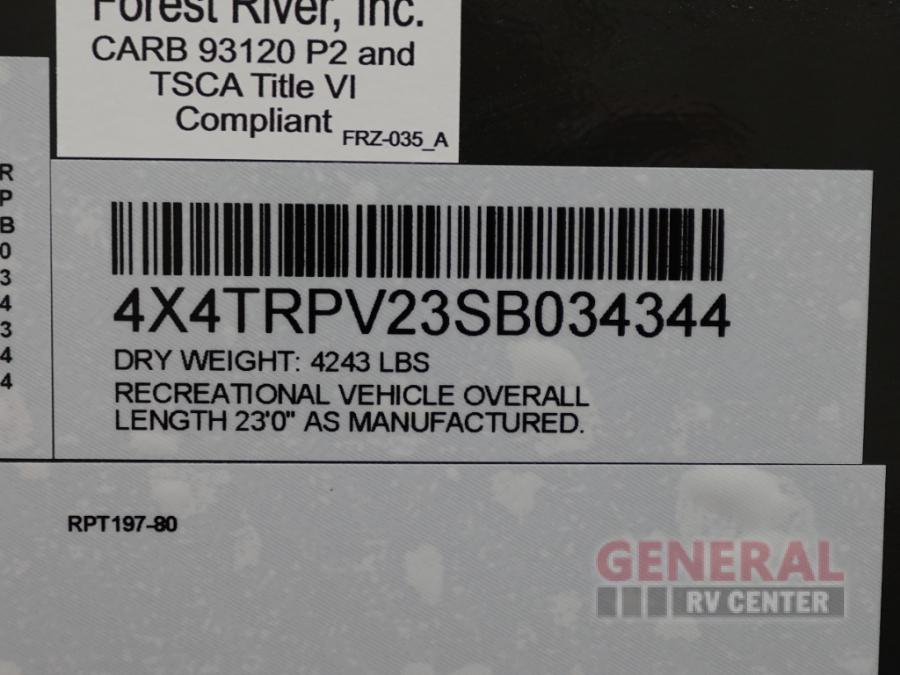 Forest River, Inc.
CARB 93120 P2 and
TSCA Title VI
Compliant
FRZ-035_A
R
P
B
0
3
4
3
4
4
4X4TRPV23SB034344
DRY WEIGHT: 4243 LBS
RECREATIONAL VEHICLE OVERALL
LENGTH 23'0" AS MANUFACTURED.
RPT197-80
GENERAL
RV CENTER